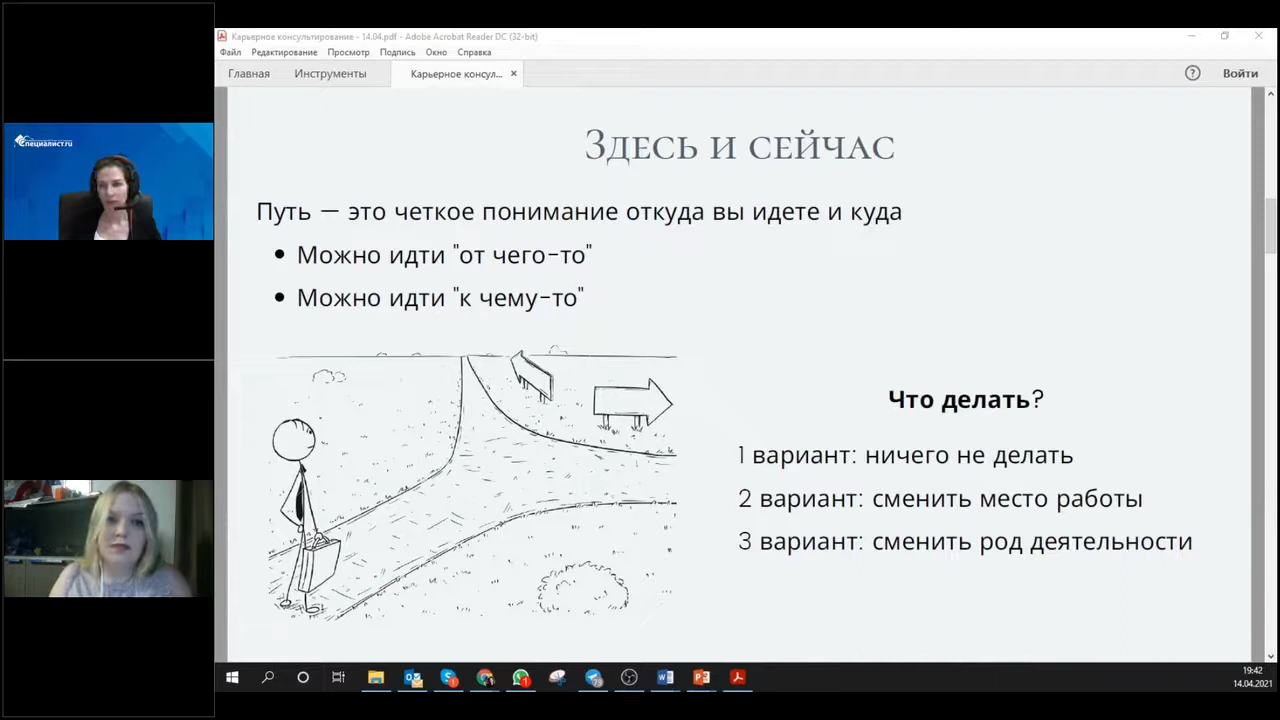 Карьерное консультирование - 14.04.pdf - Adobe Acrobat Reader DC (32-bit)
Файл Редактирование Просмотр Подпись Окно Справка
Главная Инструменты Карьерное консул... × Войти
Специалист.ru
Здесь и сейчас
Путь — это четкое понимание откуда вы идете и куда
• Можно идти "от чего-то"
• Можно идти "к чему-то"
Что делать?
1 вариант: ничего не делать
2 вариант: сменить место работы
3 вариант: сменить род деятельности
19:42
14.04.2021